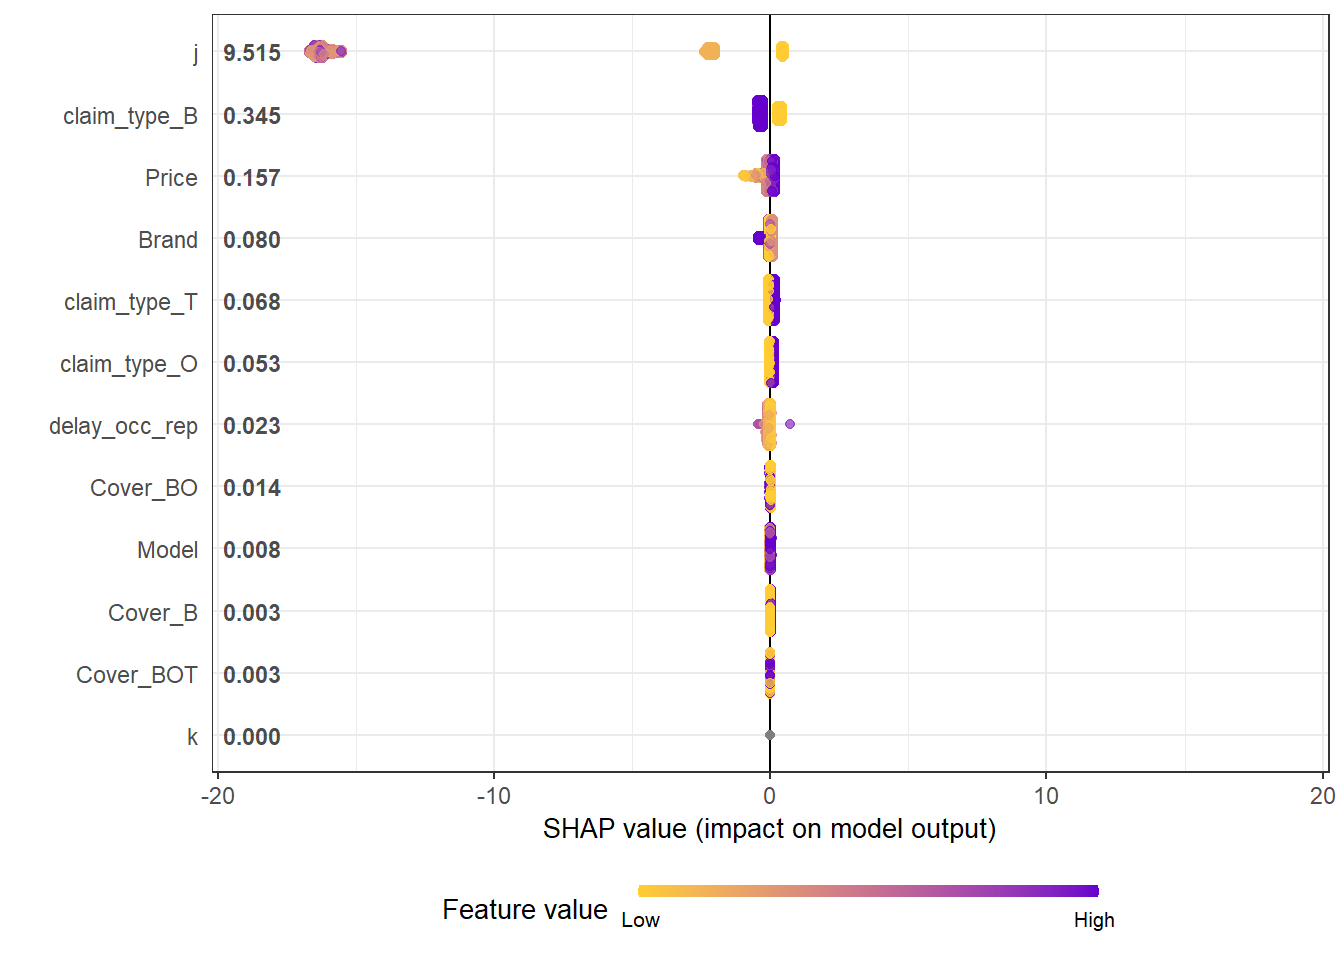 j 9.515
claim_type_B 0.345
Price 0.157
Brand 0.080
claim_type_T 0.068
claim_type_O 0.053
delay_occ_rep 0.023
Cover_BO 0.014
Model 0.008
Cover_B 0.003
Cover_BOT 0.003
k 0.000
-20 -10 0 10 20
SHAP value (impact on model output)
Feature value
Low High